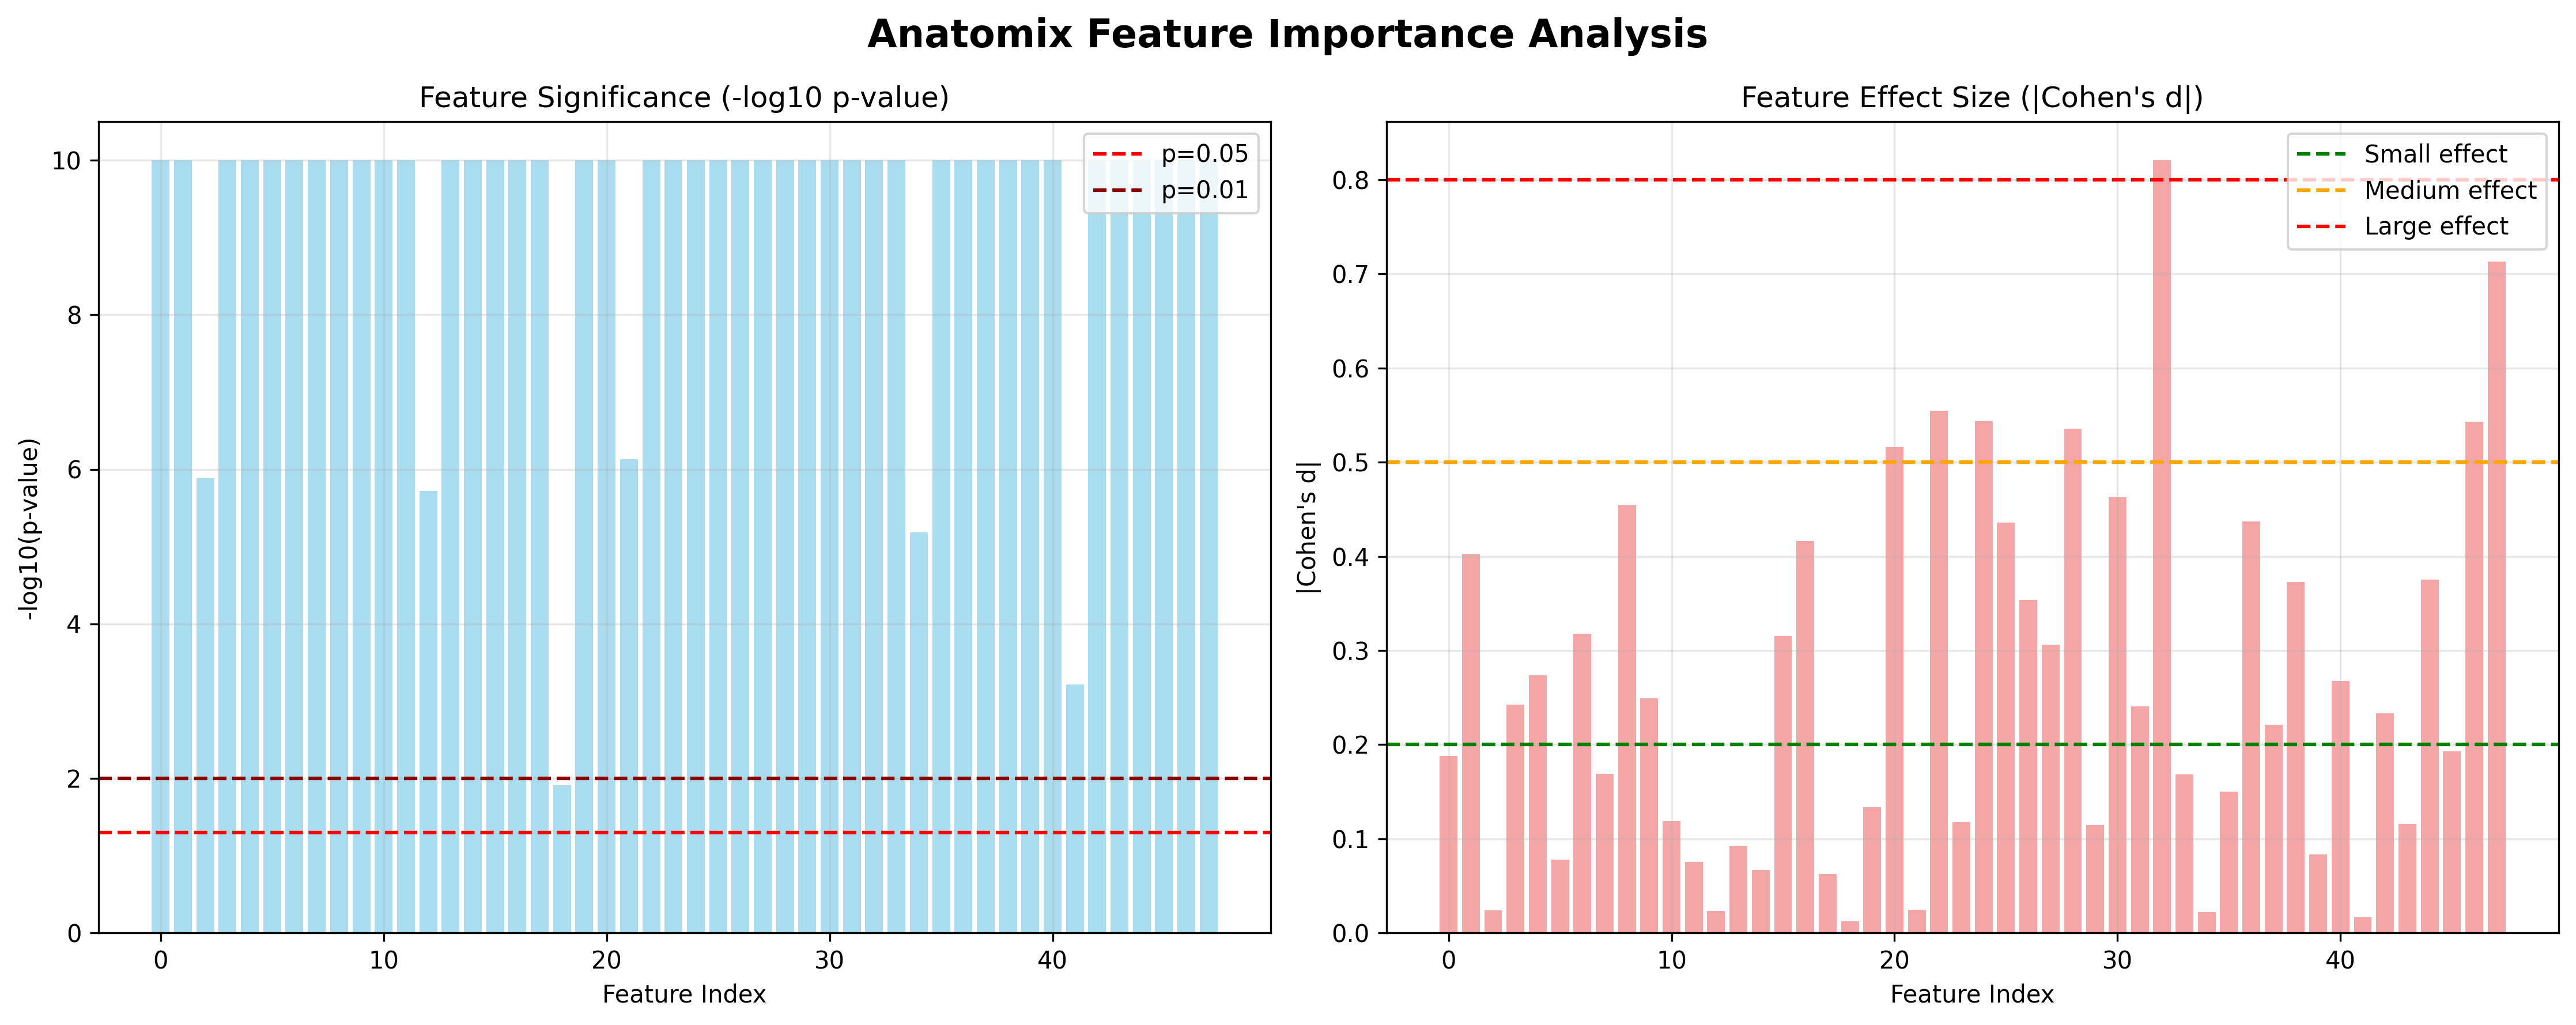 Anatomix Feature Importance Analysis
Feature Significance (-log10 p-value)
p=0.05
p=0.01
10
8
6
4
2
0
-log10(p-value)
0 10 20 30 40
Feature Index
Feature Effect Size (|Cohen's d|)
Small effect
Medium effect
Large effect
0.8
0.7
0.6
0.5
0.4
0.3
0.2
0.1
0.0
|Cohen's d|
0 10 20 30 40
Feature Index